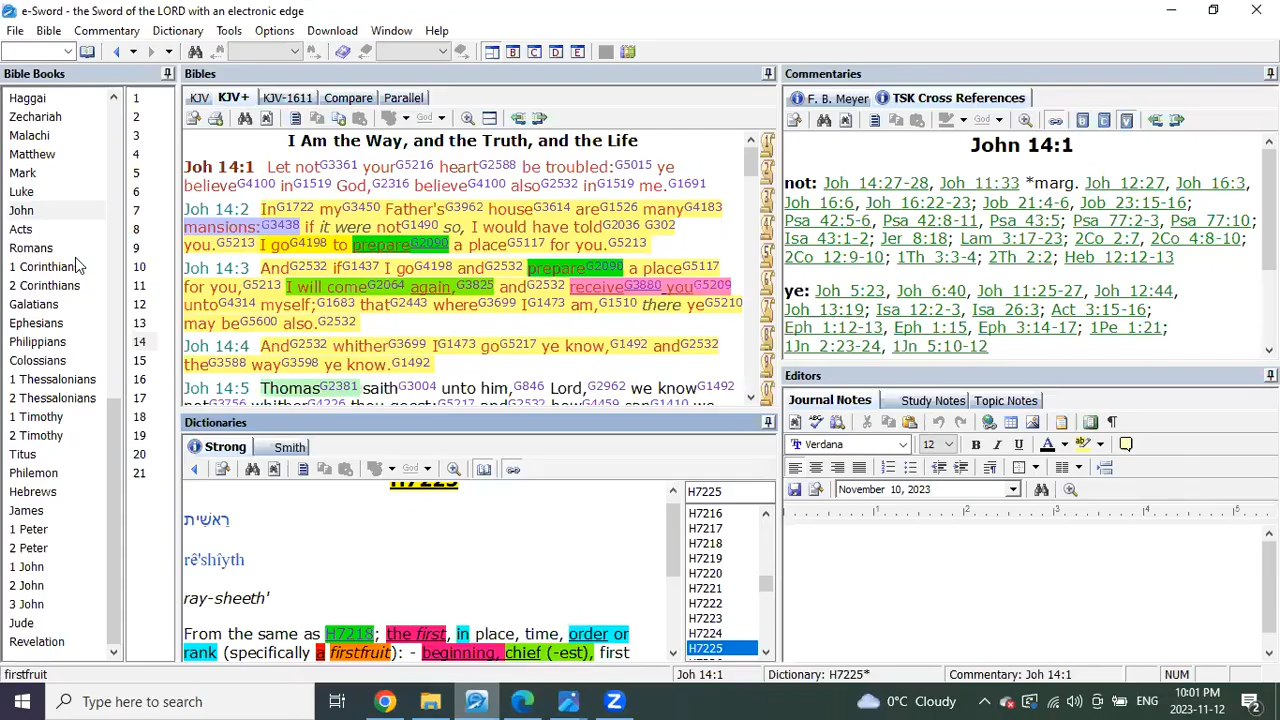 e-Sword - the Sword of the LORD with an electronic edge
File Bible Commentary Dictionary Tools Options Download Window Help
B C D E
Bible Books
Haggai 1
Zechariah 2
Malachi 3
Matthew 4
Mark 5
Luke 6
John 7
Acts 8
Romans 9
1 Corinthians 10
2 Corinthians 11
Galatians 12
Ephesians 13
Philippians 14
Colossians 15
1 Thessalonians 16
2 Thessalonians 17
1 Timothy 18
2 Timothy 19
Titus 20
Philemon 21
Hebrews
James
1 Peter
2 Peter
1 John
2 John
3 John
Jude
Revelation
Bibles
KJV KJV+ KJV-1611 Compare Parallel
God
I Am the Way, and the Truth, and the Life
Joh 14:1 Let notG3361 yourG5216 heartG2588 be troubled:G5015 ye
believeG4100 inG1519 God,G2316 believeG4100 alsoG2532 inG1519 me.G1691
Joh 14:2 InG1722 myG3450 Father'sG3962 houseG3614 areG1526 manyG4183
mansions:G3438 if it were notG1490 so, I would have toldG2036 G302
you.G5213 I goG4198 to prepareG2090 a placeG5117 for you.G5213
Joh 14:3 AndG2532 ifG1437 I goG4198 andG2532 prepareG2090 a placeG5117
for you,G5213 I will comeG2064 again,G3825 andG2532 receiveG3880 youG5209
untoG4314 myself;G1683 thatG2443 whereG3699 IG1473 am,G1510 there yeG5210
may beG5600 also.G2532
Joh 14:4 AndG2532 whitherG3699 IG1473 goG5217 ye know,G1492 andG2532
theG3588 wayG3598 ye know.G1492
Joh 14:5 ThomasG2381 saithG3004 unto him,G846 Lord,G2962 we knowG1492
notG3756 whitherG4226 thou goest;G5217 andG2532 howG4459 canG1410 we
Dictionaries
Strong Smith
God
H7225
רֵאשִׁית
rê'shîyth
ray-sheeth'
From the same as H7218; the first, in place, time, order or
rank (specifically a firstfruit): - beginning, chief (-est), first
H7225
H7216
H7217
H7218
H7219
H7220
H7221
H7222
H7223
H7224
H7225
Commentaries
F. B. Meyer TSK Cross References
God B C V
John 14:1
not: Joh 14:27-28, Joh 11:33 *marg. Joh 12:27, Joh 16:3,
Joh 16:6, Joh 16:22-23, Job 21:4-6, Job 23:15-16,
Psa 42:5-6, Psa 42:8-11, Psa 43:5, Psa 77:2-3, Psa 77:10,
Isa 43:1-2, Jer 8:18, Lam 3:17-23, 2Co 2:7, 2Co 4:8-10,
2Co 12:9-10, 1Th 3:3-4, 2Th 2:2, Heb 12:12-13
ye: Joh 5:23, Joh 6:40, Joh 11:25-27, Joh 12:44,
Joh 13:19; Isa 12:2-3, Isa 26:3; Act 3:15-16;
Eph 1:12-13, Eph 1:15, Eph 3:14-17; 1Pe 1:21;
1Jn 2:23-24, 1Jn 5:10-12
Editors
Journal Notes Study Notes Topic Notes
Verdana 12 B I U A
November 10, 2023
1 2 3 4 5
firstfruit Joh 14:1 Dictionary: H7225* Commentary: Joh 14:1 NUM
Type here to search
0°C Cloudy ENG 10:01 PM
2023-11-12 2